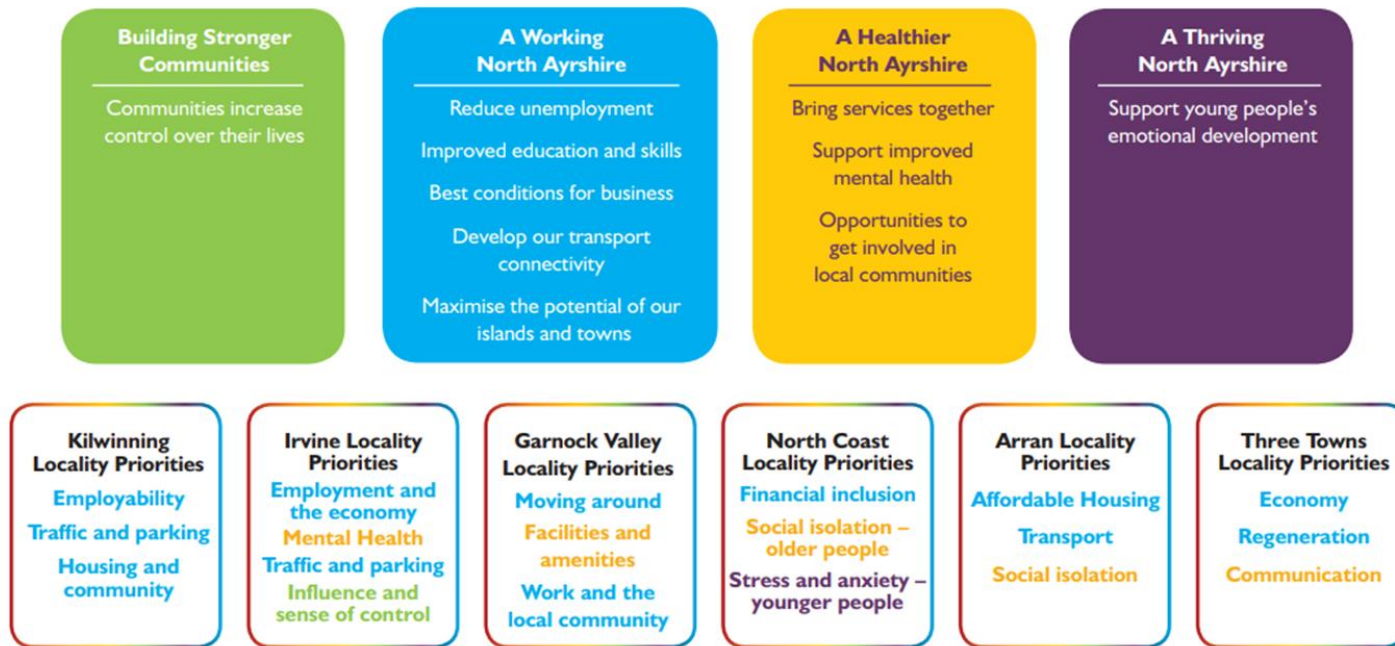 Building Stronger
Communities
Communities increase
control over their lives
A Working
North Ayrshire
Reduce unemployment
Improved education and skills
Best conditions for business
Develop our transport
connectivity
Maximise the potential of our
islands and towns
A Healthier
North Ayrshire
Bring services together
Support improved
mental health
Opportunities to
get involved in
local communities
A Thriving
North Ayrshire
Support young people's
emotional development
Kilwinning
Locality Priorities
Employability
Traffic and parking
Housing and
community
Irvine Locality
Priorities
Employment and
the economy
Mental Health
Traffic and parking
Influence and
sense of control
Garnock Valley
Locality Priorities
Moving around
Facilities and
amenities
Work and the
local community
North Coast
Locality Priorities
Financial inclusion
Social isolation –
older people
Stress and anxiety –
younger people
Arran Locality
Priorities
Affordable Housing
Transport
Social isolation
Three Towns
Locality Priorities
Economy
Regeneration
Communication